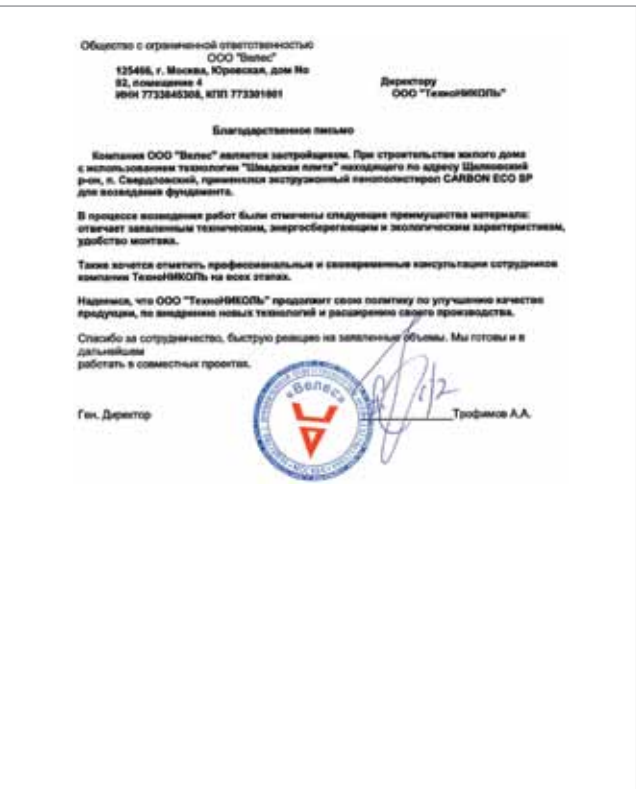 Общество с ограниченной ответственностью
ООО "Велес"
125466, г. Москва, Юровская, дом No
92, помещение 4
ИНН 7733845308, КПП 773301001
Директору
ООО "ТехноНИКОЛЬ"
Благодарственное письмо
Компания ООО "Велес" является застройщиком. При строительстве жилого дома
с использованием технологии "Шведская плита" находящего по адресу Щелковский
р-он, п. Свердловский, применялся экструзионный пенополистирол CARBON ECO SP
для возведения фундамента.
В процессе возведения работ были отмечены следующие преимущества материала:
отвечает заявленным техническим, энергосберегающим и экологическим характеристикам,
удобство монтажа.
Также хочется отметить профессиональные и своевременные консультации сотрудников
компании ТехноНИКОЛЬ на всех этапах.
Надеемся, что ООО "ТехноНИКОЛЬ" продолжит свою политику по улучшению качество
продукции, по внедрению новых технологий и расширению своего производства.
Спасибо за сотрудничество, быструю реакцию на заявленные объемы. Мы готовы и в
дальнейшем
работать в совместных проектах.
«Велес»
Ген. Директор
Трофимов А.А.
МОСКВА